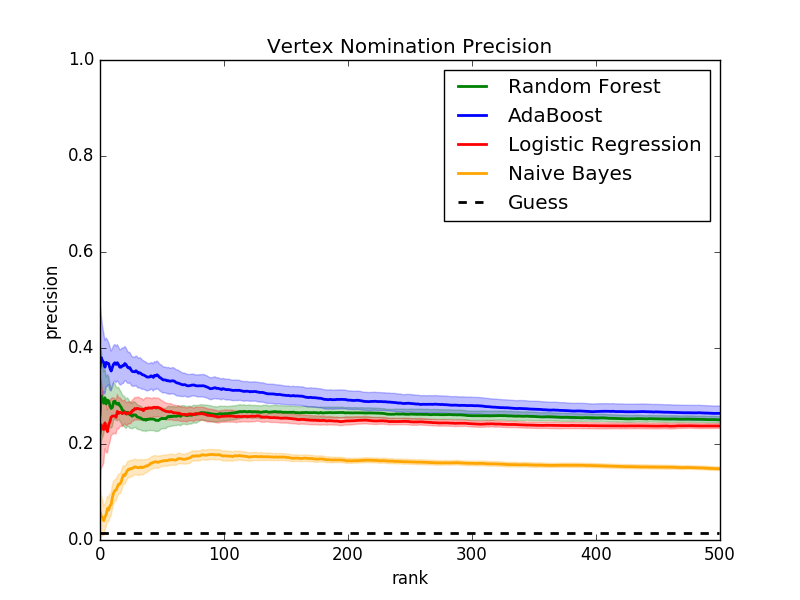 Vertex Nomination Precision
1.0
0.8
0.6
0.4
0.2
0.0
precision
Random Forest
AdaBoost
Logistic Regression
Naive Bayes
Guess
0 100 200 300 400 500
rank